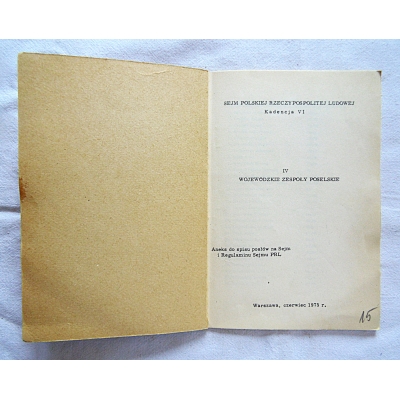 SEJM POLSKIEJ RZECZYPOSPOLITEJ LUDOWEJ
Kadencja VI
IV
WOJEWÓDZKIE ZESPOŁY POSELSKIE
Aneks do spisu posłów na Sejm
i Regulaminu Sejmu PRL
Warszawa, czerwiec 1975 r.
15